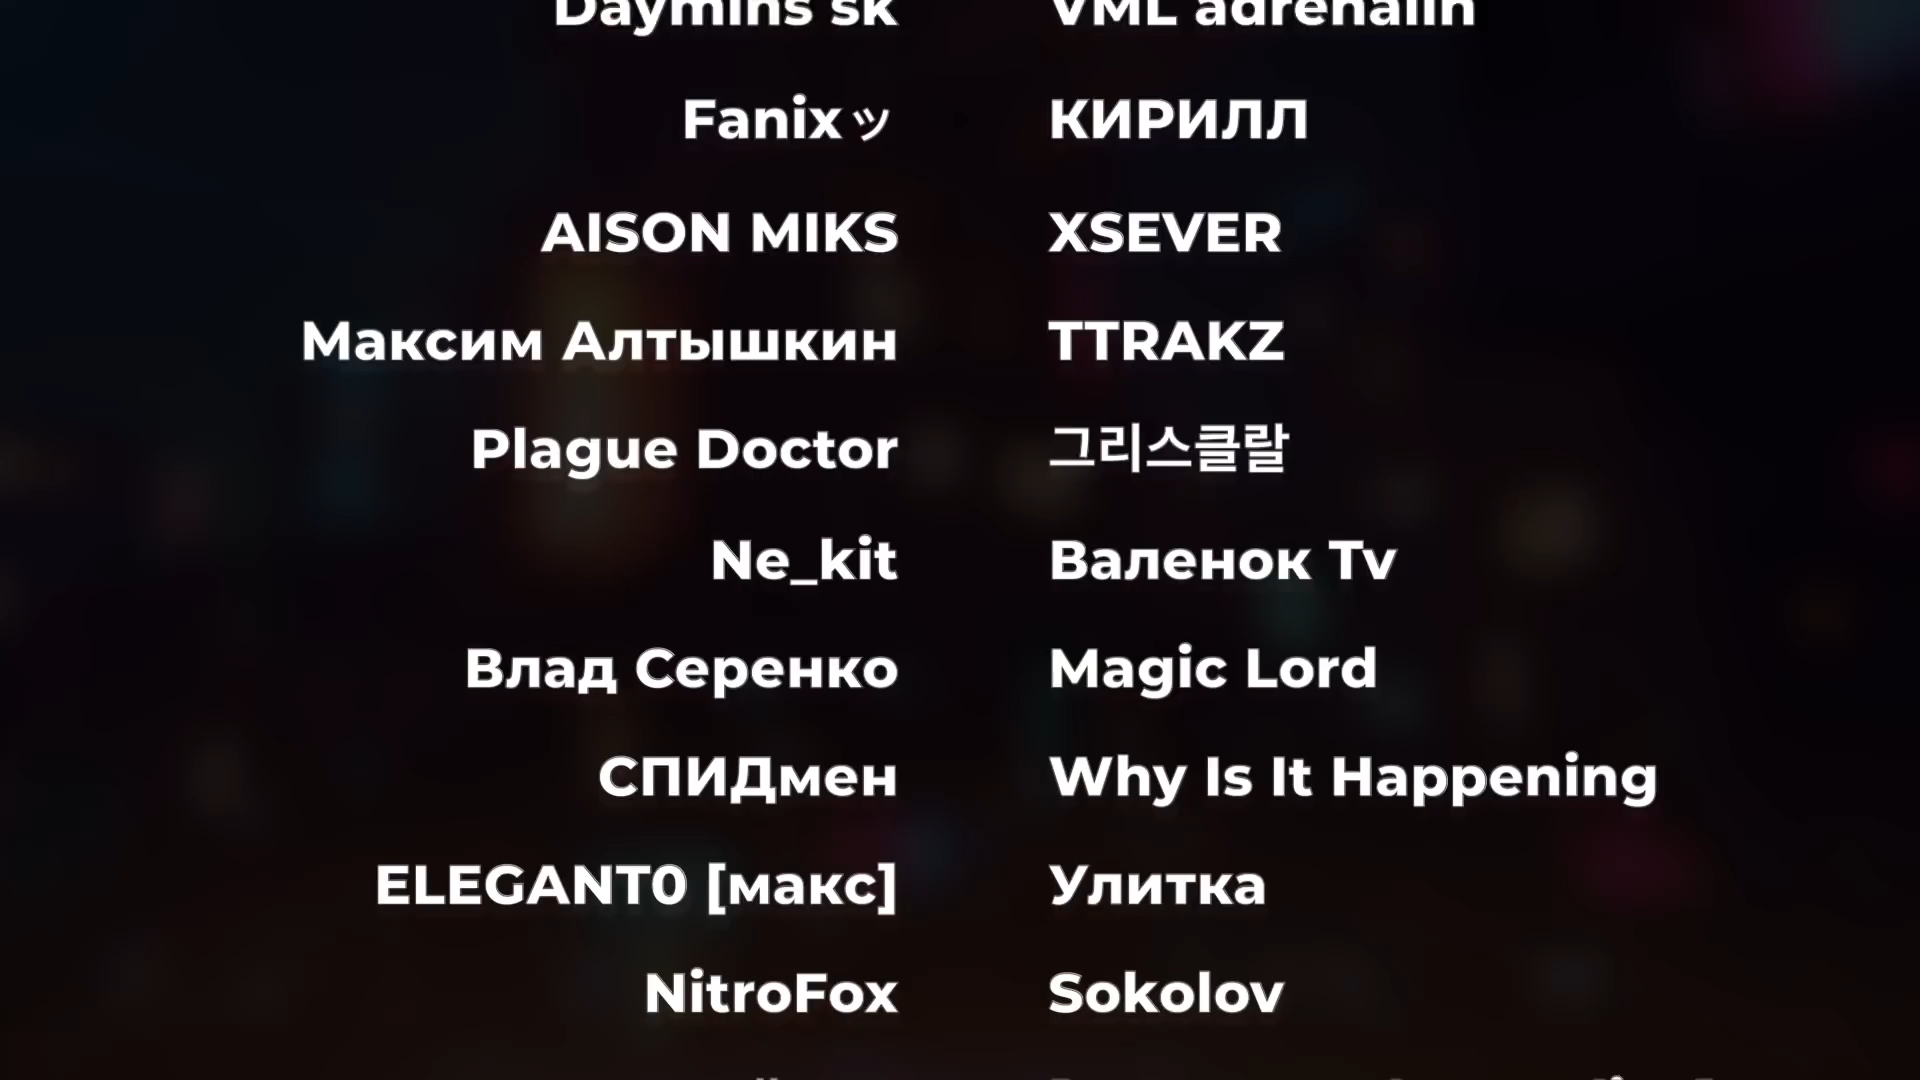 Daymins sk VML adrenalin
Fanixッ КИРИЛЛ
AISON MIKS XSEVER
Максим Алтышкин TTRAKZ
Plague Doctor 그리스클랄
Ne_kit Валенок Tv
Влад Серенко Magic Lord
СПИДмен Why Is It Happening
ELEGANT0 [макс] Улитка
NitroFox Sokolov